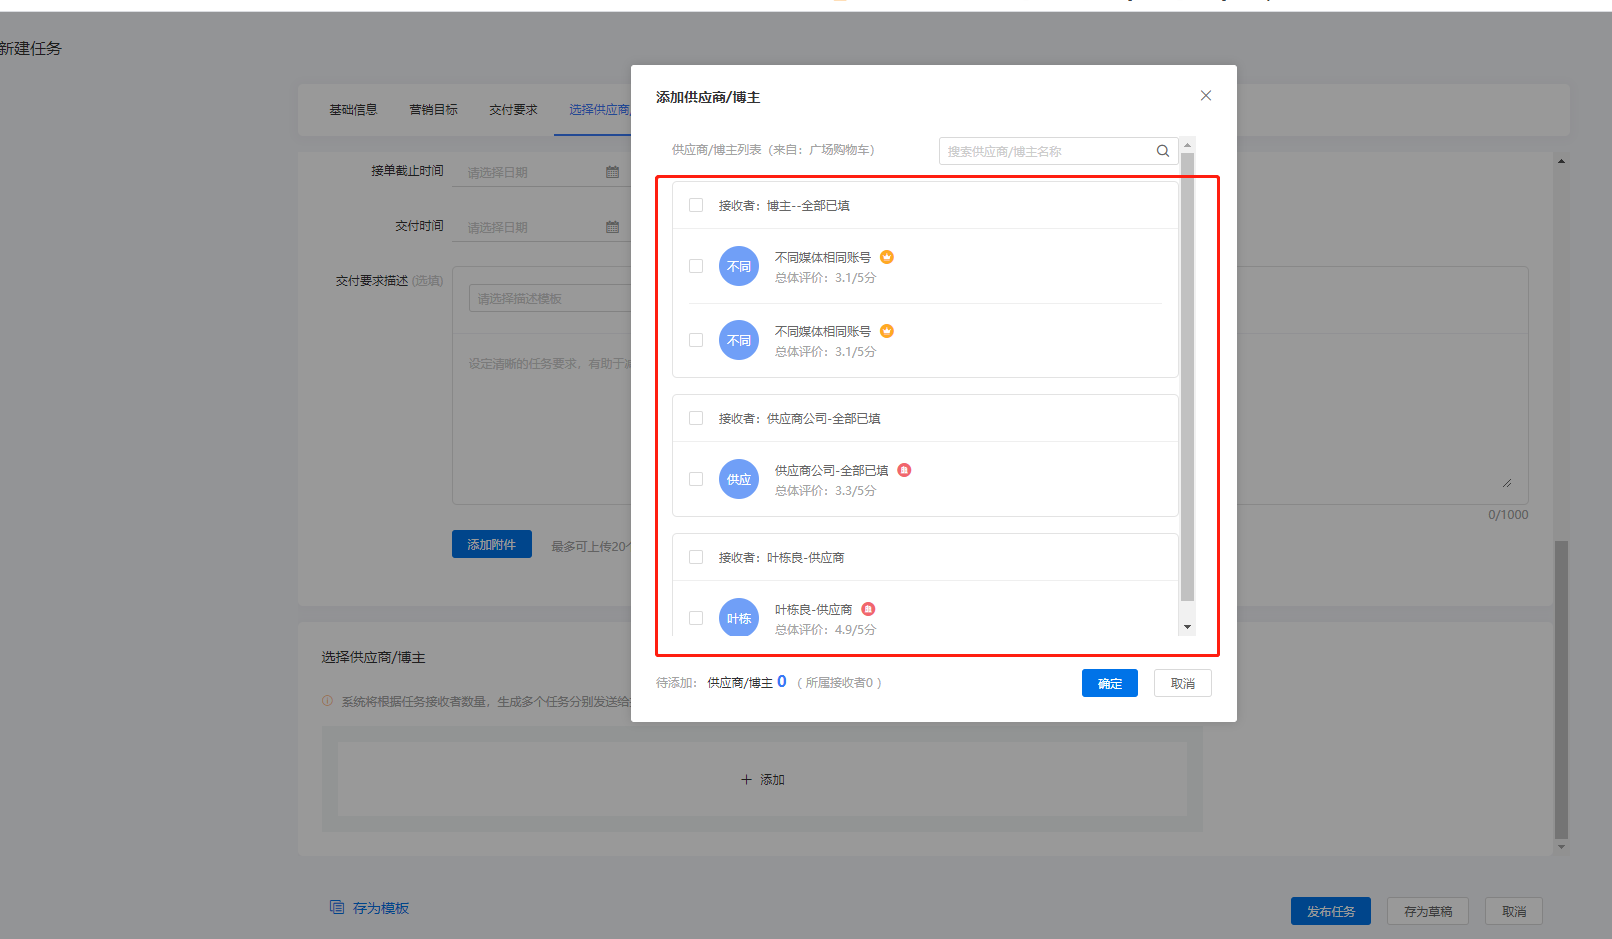 新建任务
基础信息
营销目标
交付要求
选择供应商/
接单截止时间
请选择日期
交付时间
请选择日期
交付要求描述 (选填)
请选择描述模板
设定清晰的任务要求，有助于
0/1000
添加附件
最多可上传20
选择供应商/博主
系统将根据任务接收者数量，生成多个任务分别发送给
添加
存为模板
发布任务
存为草稿
取消
添加供应商/博主
供应商/博主列表（来自：广场购物车）
搜索供应商/博主名称
接收者：博主--全部已填
不同
不同媒体相同账号
总体评价：3.1/5分
不同
不同媒体相同账号
总体评价：3.1/5分
接收者：供应商公司-全部已填
供应
供应商公司-全部已填
总体评价：3.3/5分
接收者：叶栋良-供应商
叶栋
叶栋良-供应商
总体评价：4.9/5分
待添加：供应商/博主 0 （ 所属接收者0 ）
确定
取消